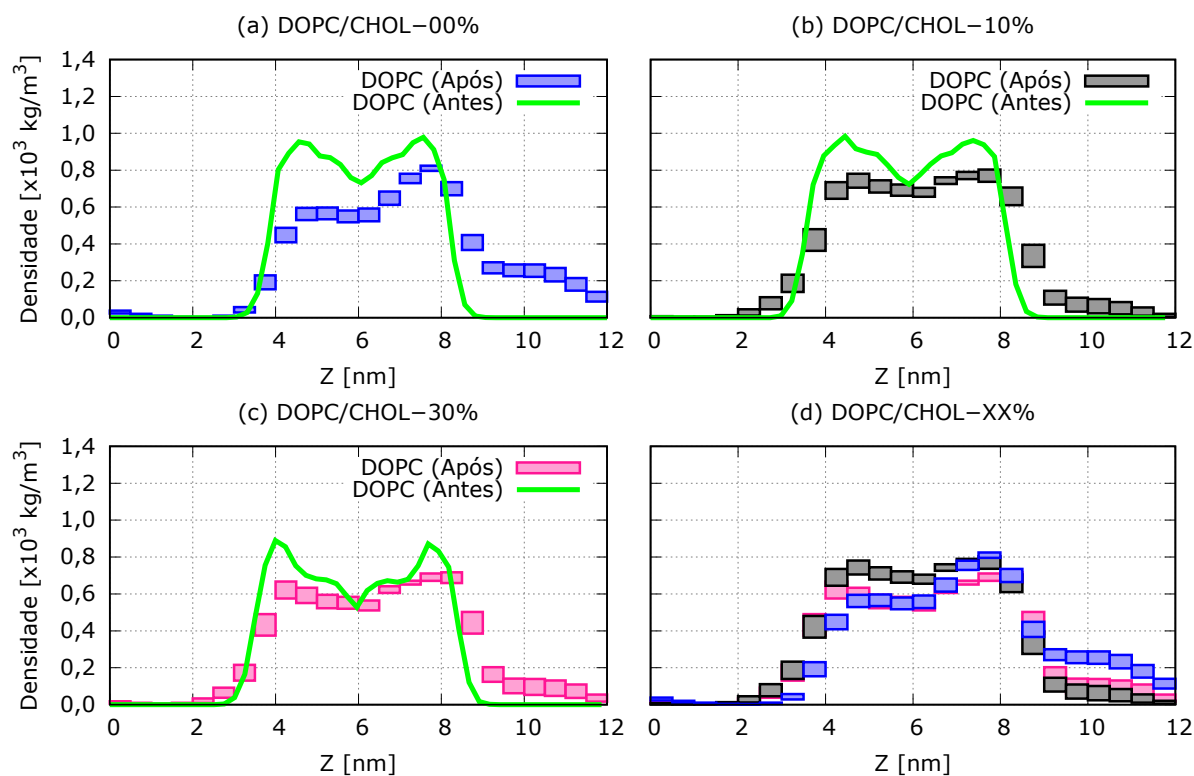 (a) DOPC/CHOL−00%
Densidade [x10³ kg/m³]
1,4
1,2
1,0
0,8
0,6
0,4
0,2
0,0
DOPC (Após)
DOPC (Antes)
0 2 4 6 8 10 12
Z [nm]
(b) DOPC/CHOL−10%
DOPC (Após)
DOPC (Antes)
0 2 4 6 8 10 12
Z [nm]
(c) DOPC/CHOL−30%
Densidade [x10³ kg/m³]
1,4
1,2
1,0
0,8
0,6
0,4
0,2
0,0
DOPC (Após)
DOPC (Antes)
0 2 4 6 8 10 12
Z [nm]
(d) DOPC/CHOL−XX%
0 2 4 6 8 10 12
Z [nm]